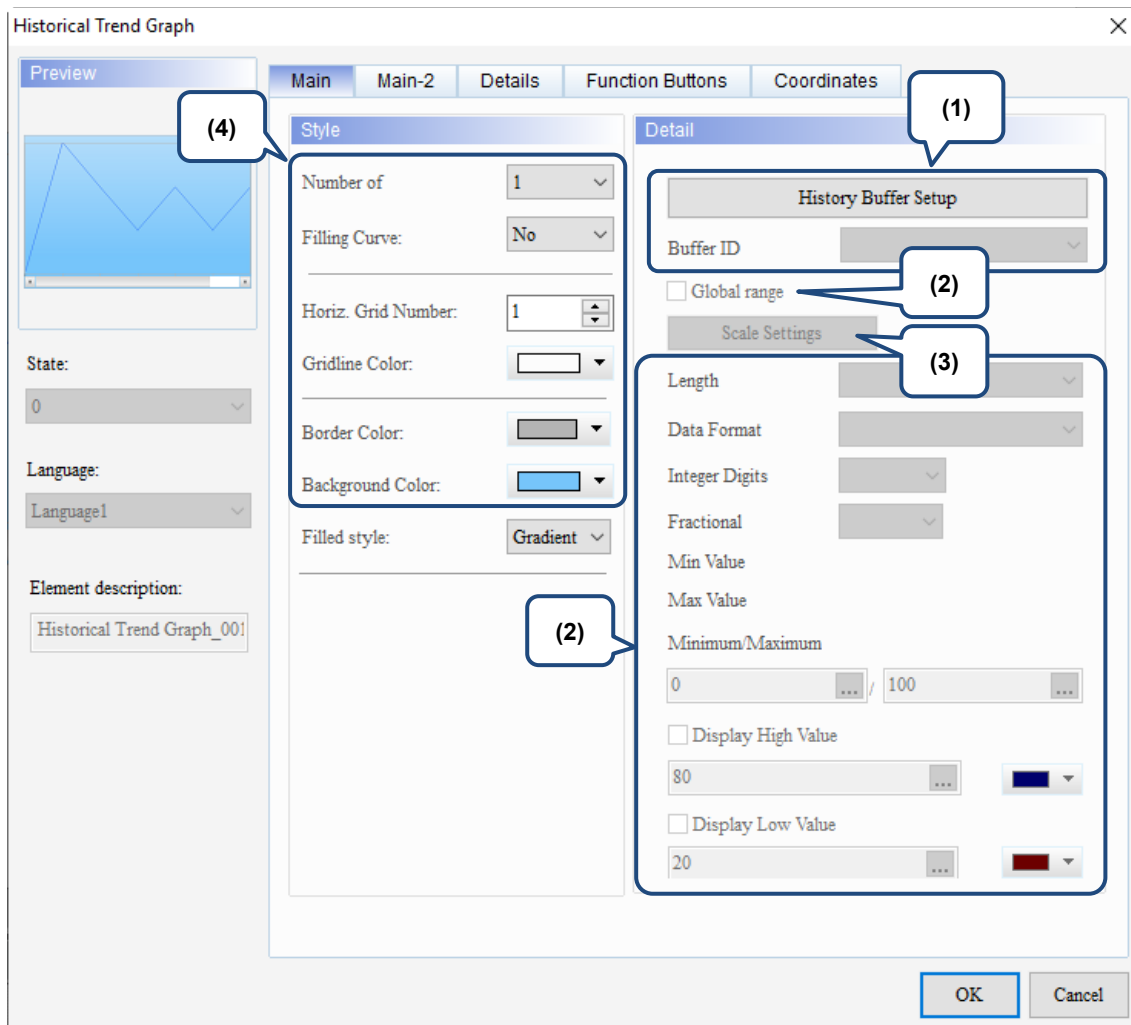 Historical Trend Graph
Preview
Main Main-2 Details Function Buttons Coordinates
(4)
(1)
Style
Number of 1
Filling Curve: No
Horiz. Grid Number: 1
Gridline Color:
Border Color:
Background Color:
Filled style: Gradient
Detail
History Buffer Setup
Buffer ID
Global range (2)
Scale Settings
(3)
Length
Data Format
Integer Digits
Fractional
Min Value
Max Value
(2)
Minimum/Maximum
0 ... / 100 ...
Display High Value
80 ...
Display Low Value
20 ...
State:
0
Language:
Language1
Element description:
Historical Trend Graph_001
OK Cancel